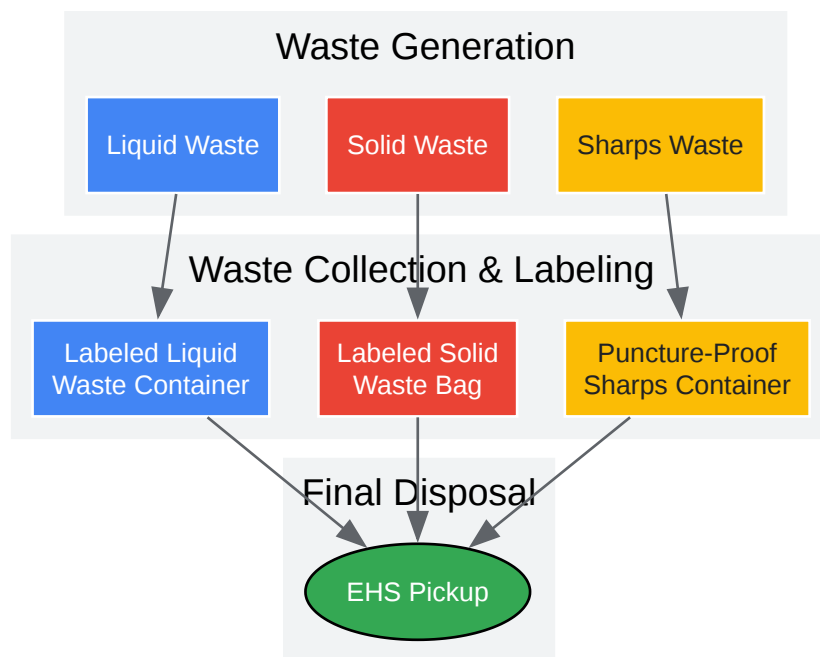 Waste Generation
Liquid Waste
Solid Waste
Sharps Waste
Waste Collection & Labeling
Labeled Liquid
Waste Container
Labeled Solid
Waste Bag
Puncture-Proof
Sharps Container
Final Disposal
EHS Pickup